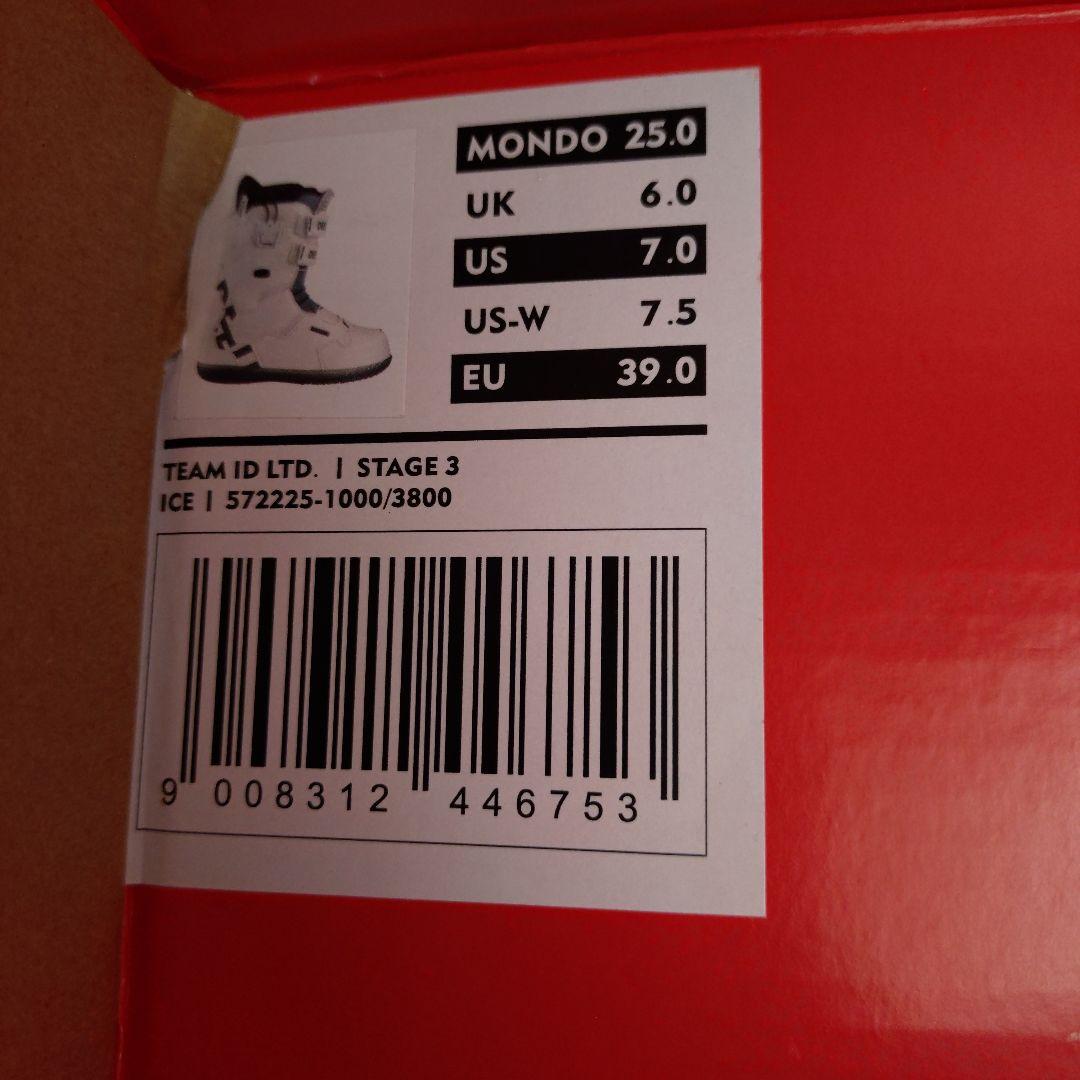 MONDO 25.0
UK 6.0
US 7.0
US-W 7.5
EU 39.0
TEAM ID LTD. | STAGE 3
ICE | 572225-1000/3800
9 008312 446753